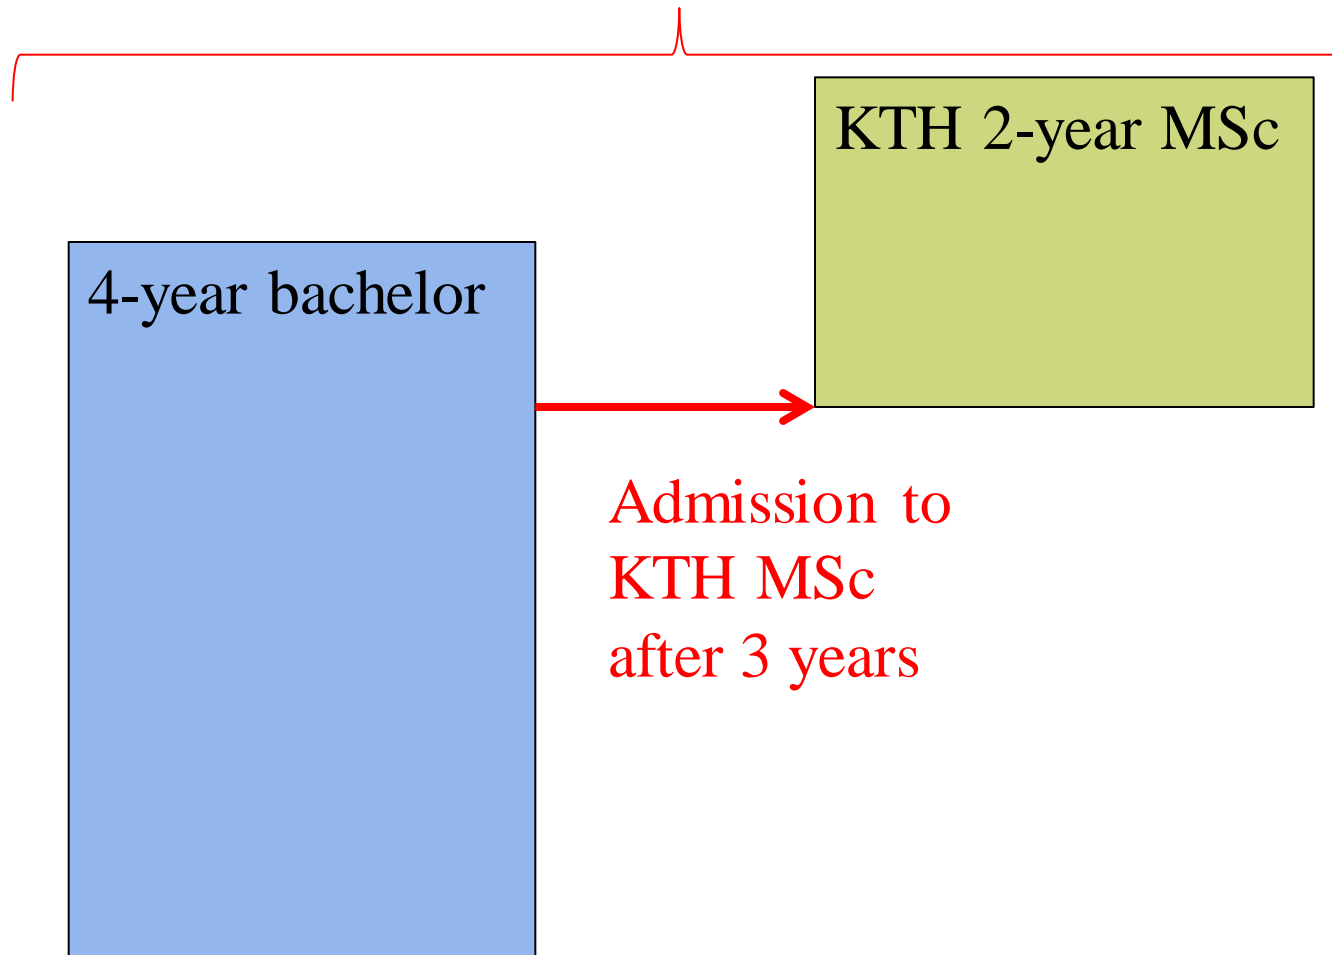 KTH 2-year MSc
4-year bachelor
Admission to
KTH MSc
after 3 years